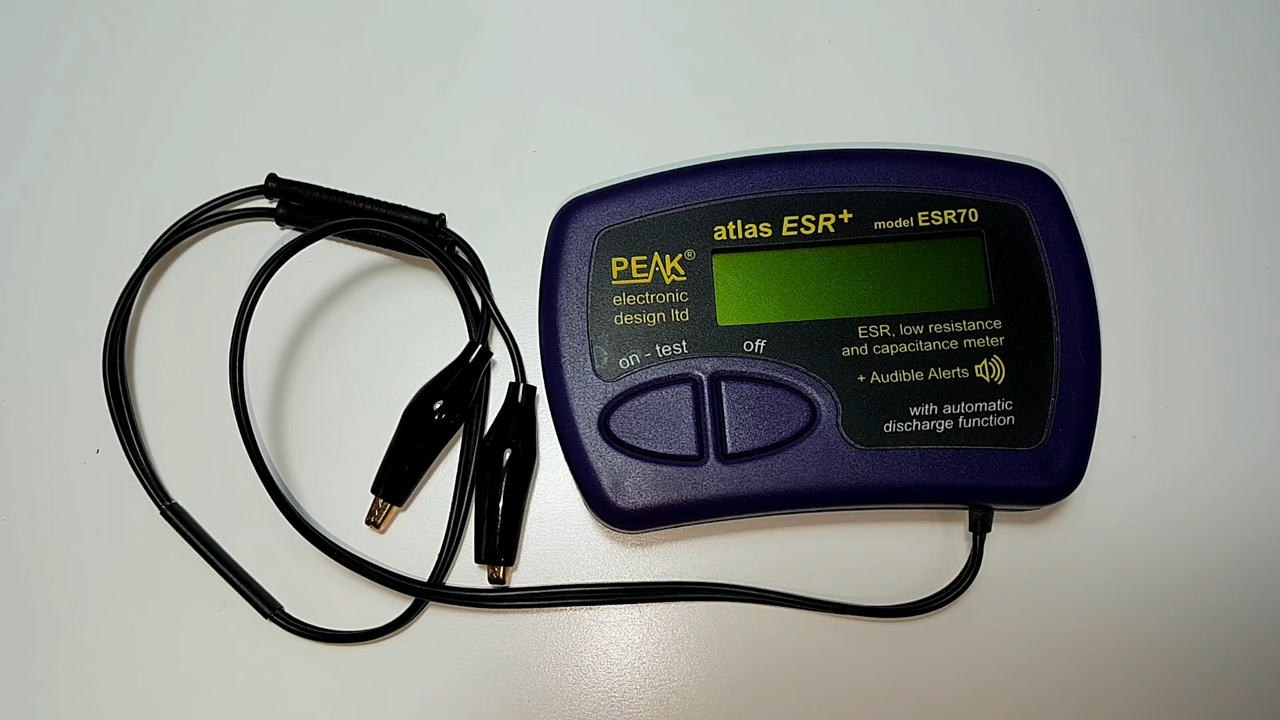 atlas ESR+ model ESR70
PEAK®
electronic
design ltd
on - test off
ESR, low resistance
and capacitance meter
+ Audible Alerts
with automatic
discharge function